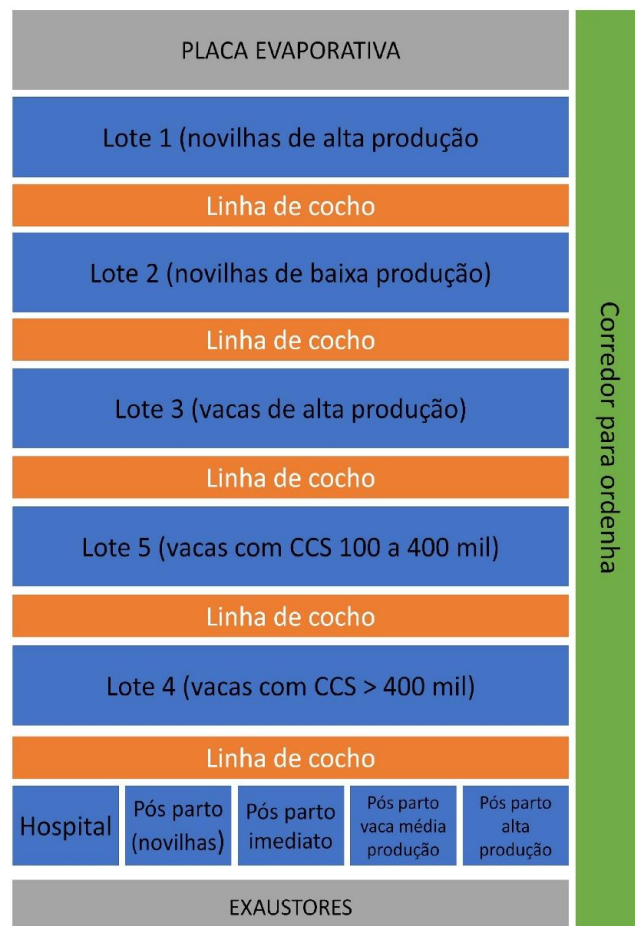 PLACA EVAPORATIVA
Lote 1 (novilhas de alta produção
Linha de cocho
Lote 2 (novilhas de baixa produção)
Linha de cocho
Lote 3 (vacas de alta produção)
Linha de cocho
Lote 5 (vacas com CCS 100 a 400 mil)
Linha de cocho
Lote 4 (vacas com CCS > 400 mil)
Linha de cocho
Hospital
Pós parto
(novilhas)
Pós parto
imediato
Pós parto
vaca média
produção
Pós parto
alta
produção
EXAUSTORES
Corredor para ordenha